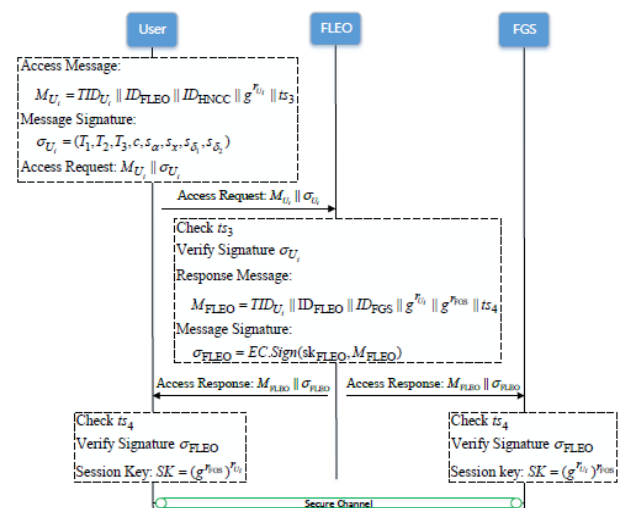 User
FLEO
FGS
Access Message:
M_{U_i} = TID_{U_i} || ID_{FLEO} || ID_{HNCC} || g^{r_{U_i}} || ts_3
Message Signature:
σ_{U_i} = (T_1, T_2, T_3, c, s_α, s_x, s_{δ_1}, s_{δ_2})
Access Request: M_{U_i} || σ_{U_i}
Access Request: M_{U_i} || σ_{U_i}
Check ts_3
Verify Signature σ_{U_i}
Response Message:
M_{FLEO} = TID_{U_i} || ID_{FLEO} || ID_{FGS} || g^{r_{U_i}} || g^{r_{FGS}} || ts_4
Message Signature:
σ_{FLEO} = EC.Sign(sk_{FLEO}, M_{FLEO})
Access Response: M_{FLEO} || σ_{FLEO}
Access Response: M_{FLEO} || σ_{FLEO}
Check ts_4
Verify Signature σ_{FLEO}
Session Key: SK = (g^{r_{FGS}})^{r_{U_i}}
Check ts_4
Verify Signature σ_{FLEO}
Session key: SK = (g^{r_{U_i}})^{r_{FGS}}
Secure Channel